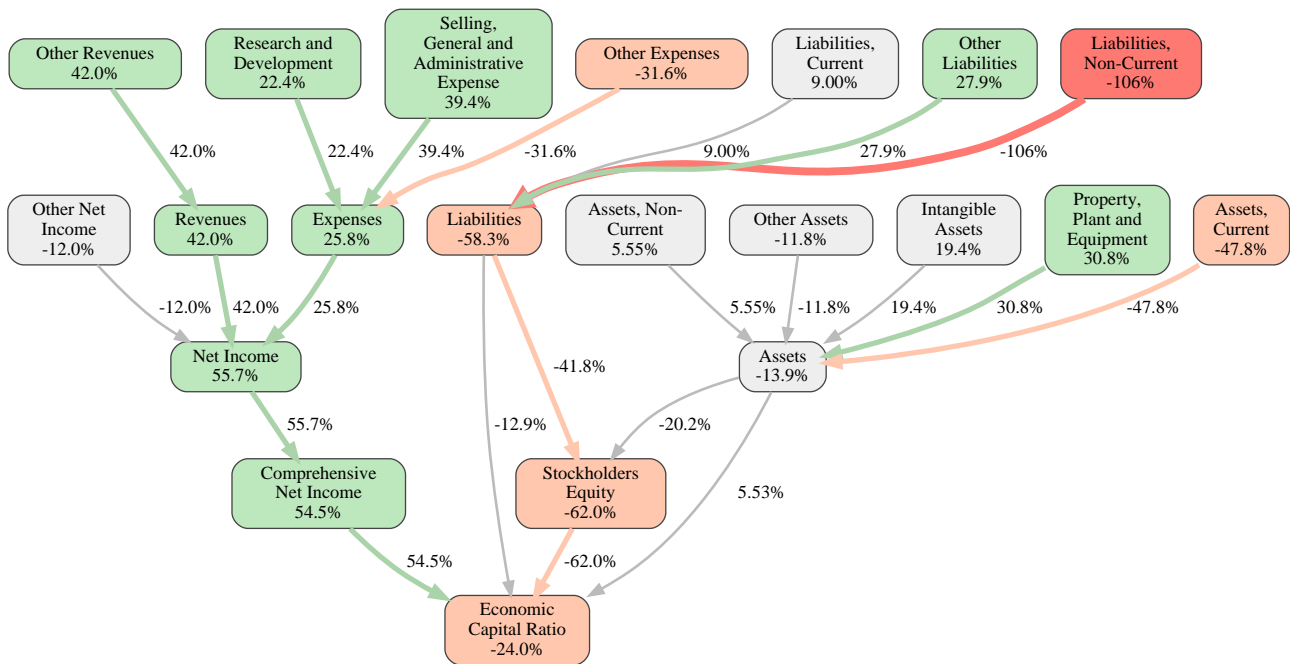 Other Revenues
42.0%
Research and
Development
22.4%
Selling,
General and
Administrative
Expense
39.4%
Other Expenses
-31.6%
Liabilities,
Current
9.00%
Other
Liabilities
27.9%
Liabilities,
Non-Current
-106%
42.0%
22.4%
39.4%
-31.6%
9.00%
27.9%
-106%
Other Net
Income
-12.0%
Revenues
42.0%
Expenses
25.8%
Liabilities
-58.3%
Assets, Non-
Current
5.55%
Other Assets
-11.8%
Intangible
Assets
19.4%
Property,
Plant and
Equipment
30.8%
Assets,
Current
-47.8%
-12.0%
42.0%
25.8%
5.55%
-11.8%
19.4%
30.8%
-47.8%
Net Income
55.7%
-41.8%
Assets
-13.9%
55.7%
-12.9%
-20.2%
Comprehensive
Net Income
54.5%
Stockholders
Equity
-62.0%
5.53%
54.5%
-62.0%
Economic
Capital Ratio
-24.0%